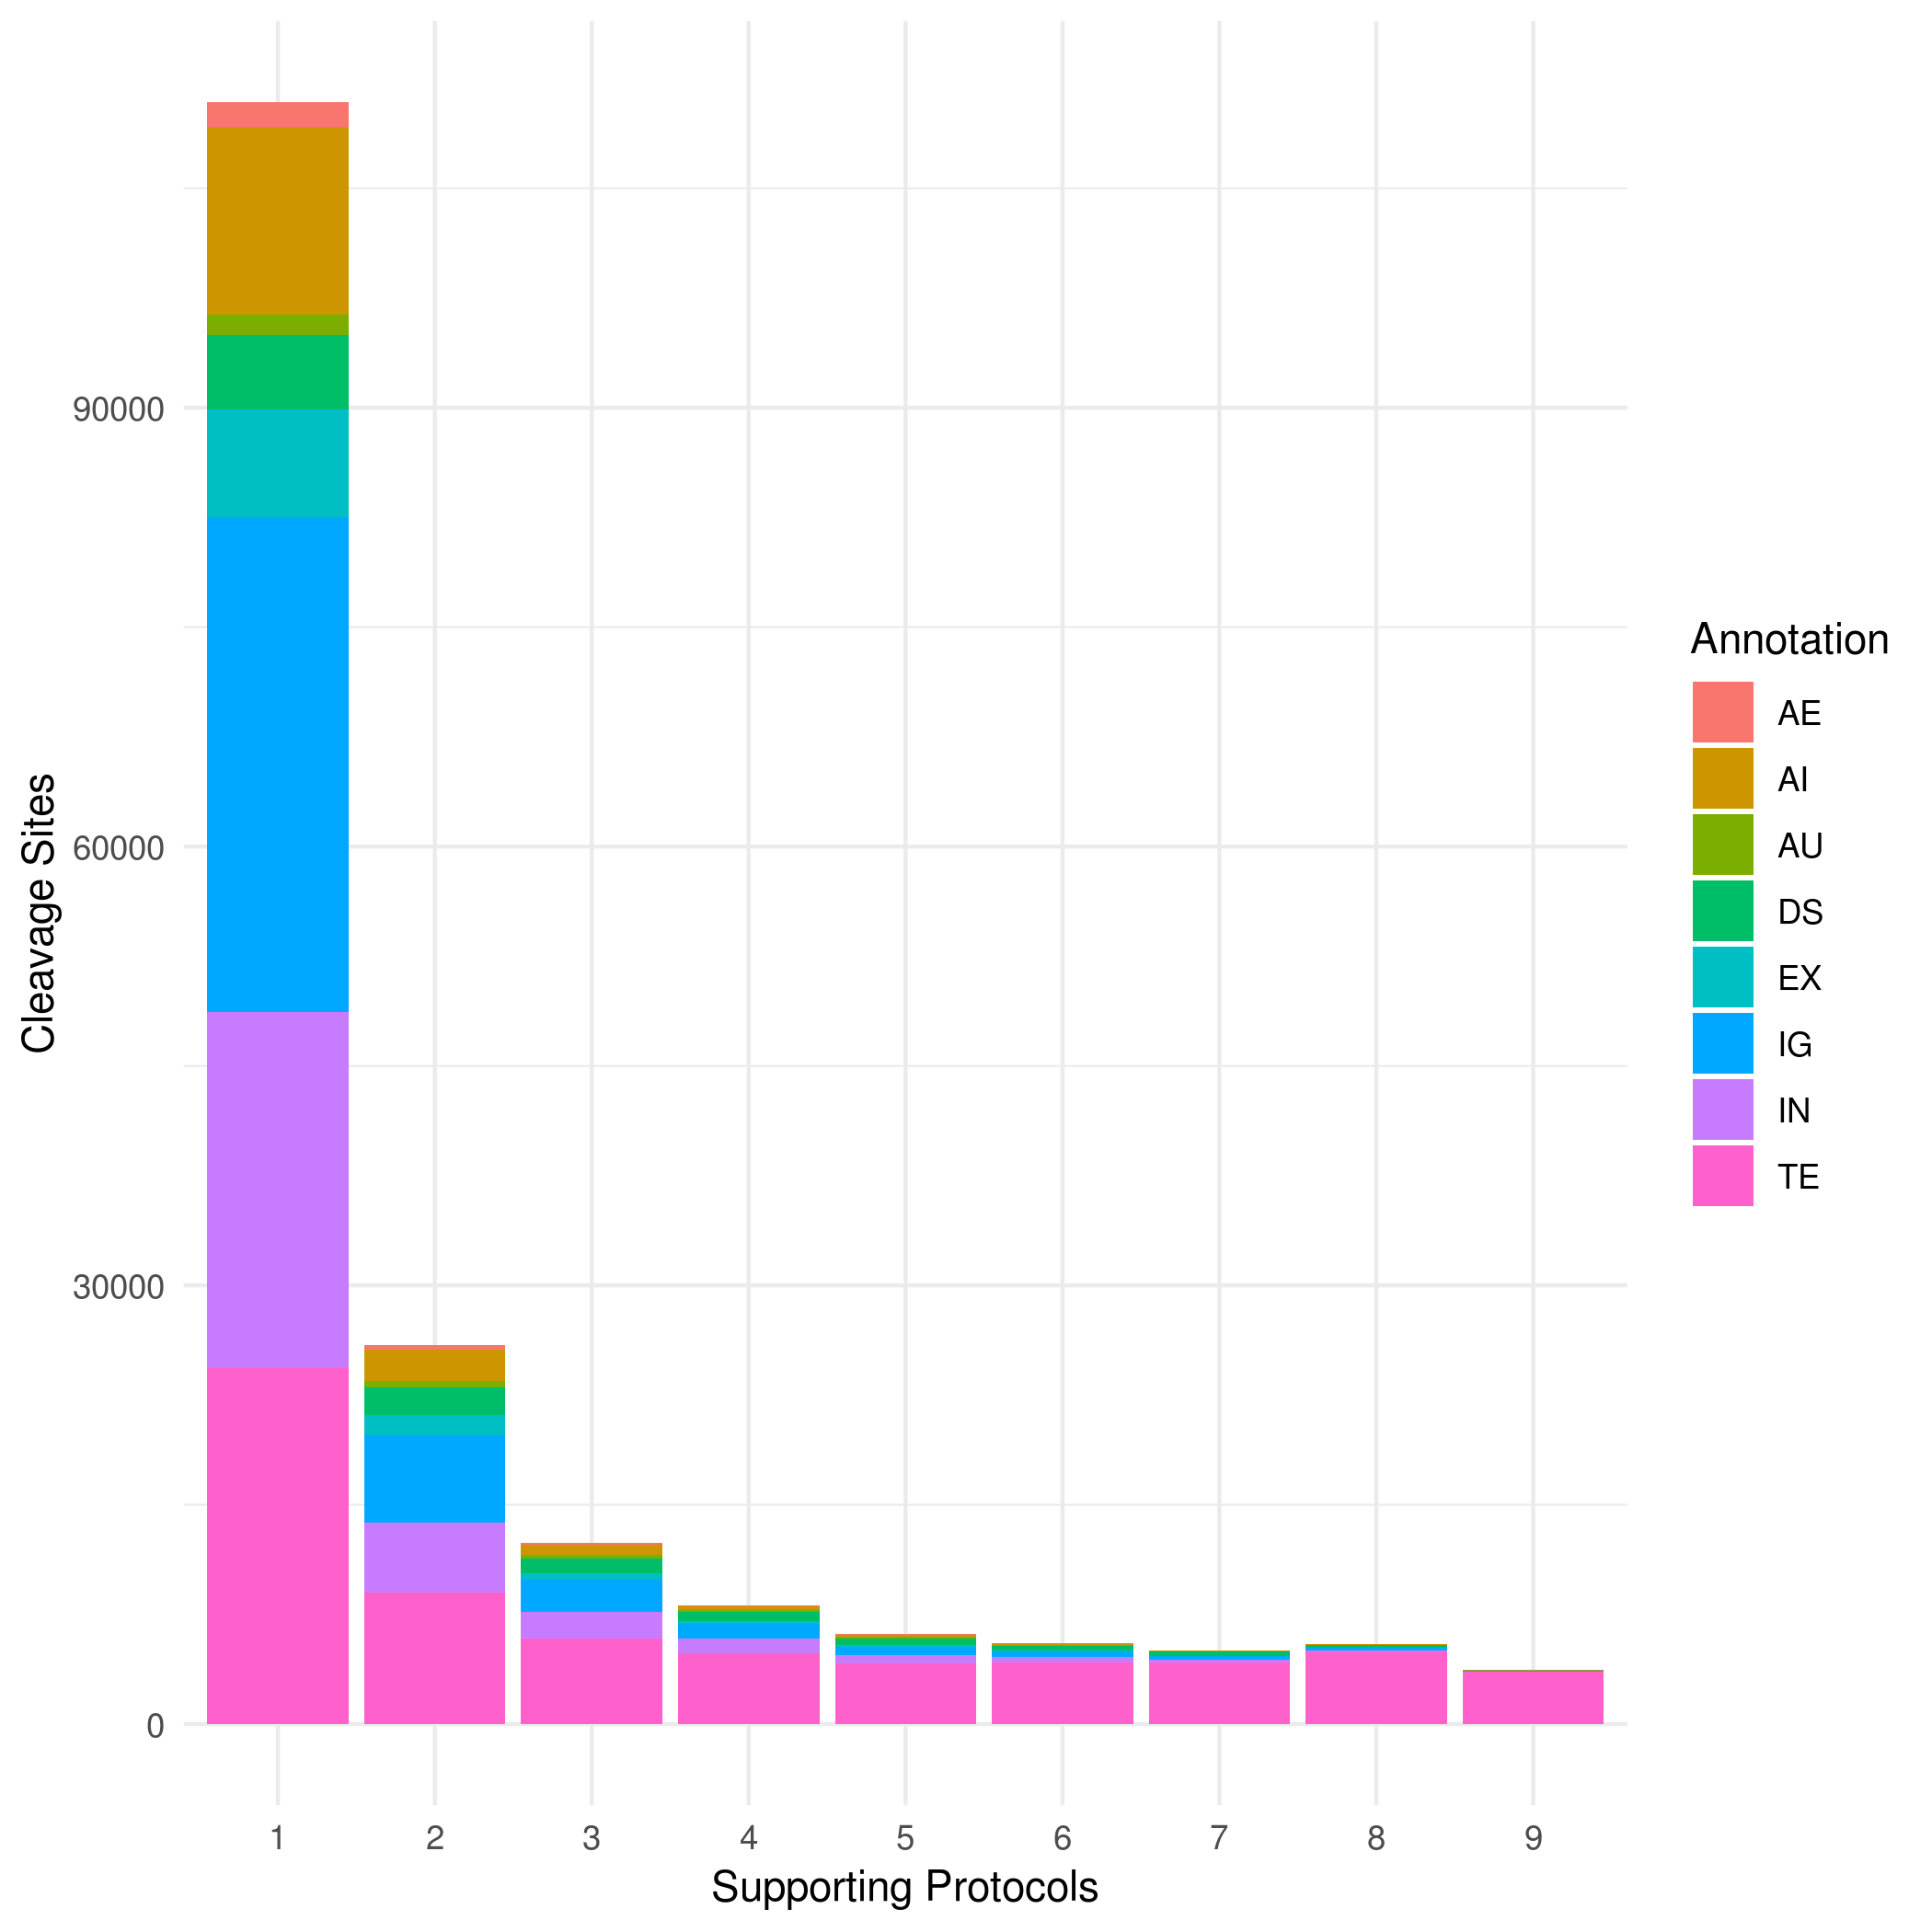 Cleavage Sites
90000
60000
30000
0
1 2 3 4 5 6 7 8 9
Supporting Protocols
Annotation
AE
AI
AU
DS
EX
IG
IN
TE